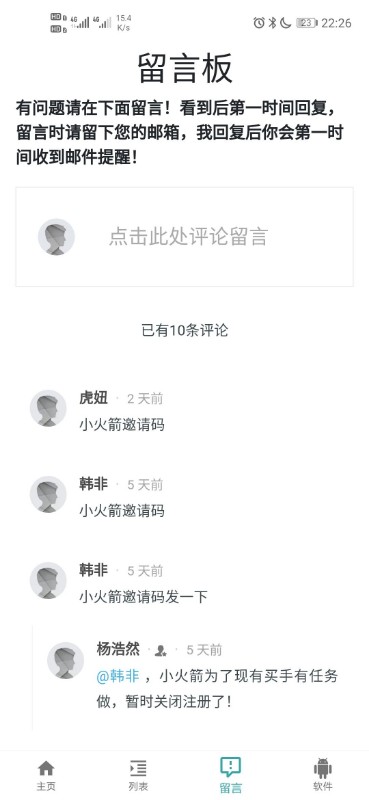 15.4
K/s
23
22:26
留言板
有问题请在下面留言！看到后第一时间回复，
留言时请留下您的邮箱，我回复后你会第一时
间收到邮件提醒！
点击此处评论留言
已有10条评论
虎妞 · 2 天前
小火箭邀请码
韩非 · 5 天前
小火箭邀请码
韩非 · 5 天前
小火箭邀请码发一下
杨浩然 · · 5 天前
@韩非 ，小火箭为了现有买手有任务
做，暂时关闭注册了！
主页
列表
留言
软件